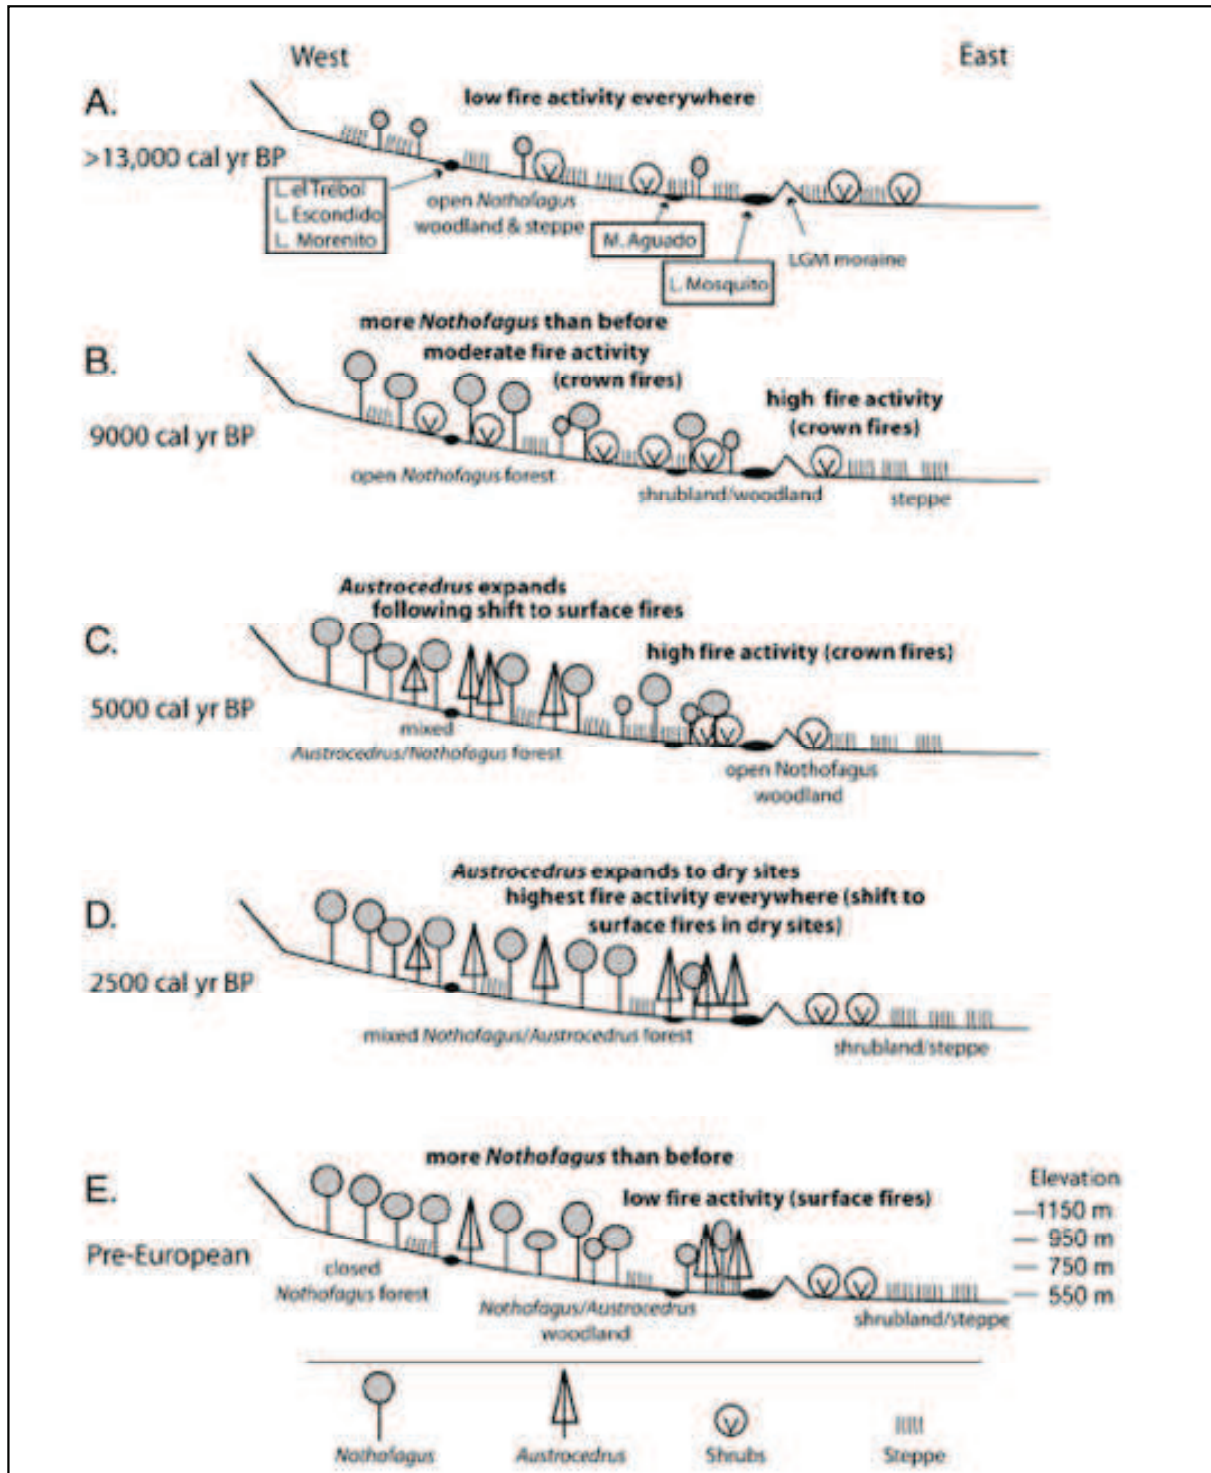 West
East
A.
low fire activity everywhere
>13,000 cal yr BP
L. el Trébol
L. Escondido
L. Morenito
open Nothofagus
woodland & steppe
M. Aguado
L. Mosquito
LGM moraine
more Nothofagus than before
B.
moderate fire activity
(crown fires)
high fire activity
(crown fires)
9000 cal yr BP
open Nothofagus forest
shrubland/woodland
steppe
Austrocedrus expands
following shift to surface fires
C.
high fire activity (crown fires)
5000 cal yr BP
mixed
Austrocedrus/Nothofagus forest
open Nothofagus
woodland
Austrocedrus expands to dry sites
highest fire activity everywhere (shift to
surface fires in dry sites)
D.
2500 cal yr BP
mixed Nothofagus/Austrocedrus forest
shrubland/steppe
more Nothofagus than before
E.
low fire activity (surface fires)
Elevation
1150 m
950 m
750 m
550 m
Pre-European
closed
Nothofagus forest
Nothofagus/Austrocedrus
woodland
shrubland/steppe
Nothofagus
Austrocedrus
Shrubs
Steppe